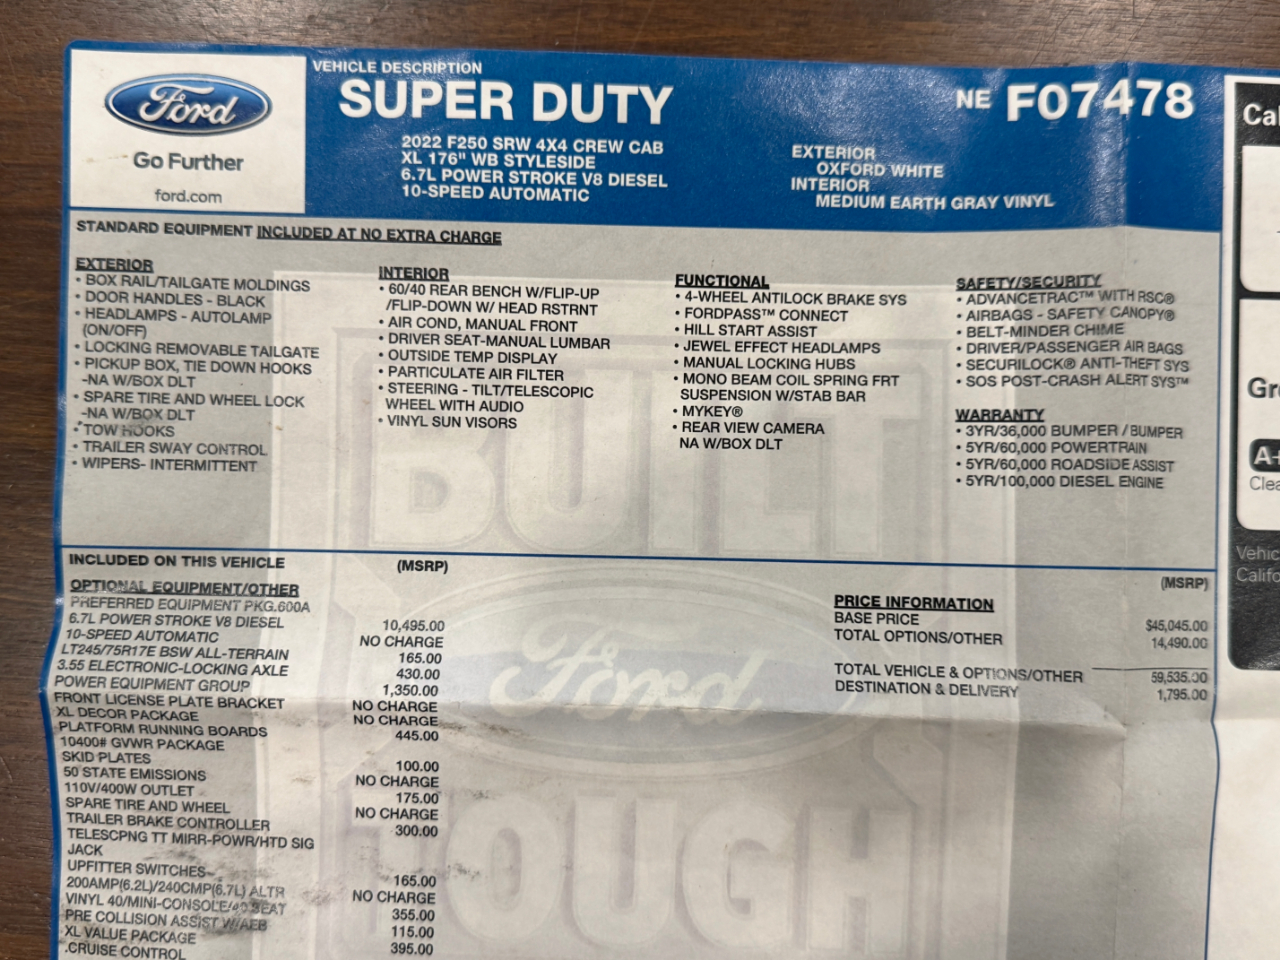 Ford
Go Further
ford.com
VEHICLE DESCRIPTION
SUPER DUTY
2022 F250 SRW 4X4 CREW CAB
XL 176" WB STYLESIDE
6.7L POWER STROKE V8 DIESEL
10-SPEED AUTOMATIC
NE F07478
EXTERIOR
OXFORD WHITE
INTERIOR
MEDIUM EARTH GRAY VINYL
STANDARD EQUIPMENT INCLUDED AT NO EXTRA CHARGE
EXTERIOR
• BOX RAIL/TAILGATE MOLDINGS
• DOOR HANDLES - BLACK
• HEADLAMPS - AUTOLAMP
(ON/OFF)
• LOCKING REMOVABLE TAILGATE
• PICKUP BOX, TIE DOWN HOOKS
-NA W/BOX DLT
• SPARE TIRE AND WHEEL LOCK
-NA W/BOX DLT
• TOW HOOKS
• TRAILER SWAY CONTROL
• WIPERS- INTERMITTENT
INTERIOR
• 60/40 REAR BENCH W/FLIP-UP
/FLIP-DOWN W/ HEAD RSTRNT
• AIR COND, MANUAL FRONT
• DRIVER SEAT-MANUAL LUMBAR
• OUTSIDE TEMP DISPLAY
• PARTICULATE AIR FILTER
• STEERING - TILT/TELESCOPIC
WHEEL WITH AUDIO
• VINYL SUN VISORS
FUNCTIONAL
• 4-WHEEL ANTILOCK BRAKE SYS
• FORDPASS™ CONNECT
• HILL START ASSIST
• JEWEL EFFECT HEADLAMPS
• MANUAL LOCKING HUBS
• MONO BEAM COIL SPRING FRT
SUSPENSION W/STAB BAR
• MYKEY®
• REAR VIEW CAMERA
NA W/BOX DLT
SAFETY/SECURITY
• ADVANCETRAC™ WITH RSC®
• AIRBAGS - SAFETY CANOPY®
• BELT-MINDER CHIME
• DRIVER/PASSENGER AIR BAGS
• SECURILOCK® ANTI-THEFT SYS
• SOS POST-CRASH ALERT SYS™
WARRANTY
• 3YR/36,000 BUMPER / BUMPER
• 5YR/60,000 POWERTRAIN
• 5YR/60,000 ROADSIDE ASSIST
• 5YR/100,000 DIESEL ENGINE
BUILT
Ford
TOUGH
INCLUDED ON THIS VEHICLE
(MSRP)
OPTIONAL EQUIPMENT/OTHER
PREFERRED EQUIPMENT PKG.600A
6.7L POWER STROKE V8 DIESEL
10-SPEED AUTOMATIC
LT245/75R17E BSW ALL-TERRAIN
3.55 ELECTRONIC-LOCKING AXLE
POWER EQUIPMENT GROUP
FRONT LICENSE PLATE BRACKET
XL DECOR PACKAGE
PLATFORM RUNNING BOARDS
10400# GVWR PACKAGE
SKID PLATES
50 STATE EMISSIONS
110V/400W OUTLET
SPARE TIRE AND WHEEL
TRAILER BRAKE CONTROLLER
TELESCPNG TT MIRR-POWR/HTD SIG
JACK
UPFITTER SWITCHES
200AMP(6.2L)/240CMP(6.7L) ALTR
VINYL 40/MINI-CONSOLE/40 SEAT
PRE COLLISION ASSIST W/AEB
XL VALUE PACKAGE
.CRUISE CONTROL
10,495.00
NO CHARGE
165.00
430.00
1,350.00
NO CHARGE
NO CHARGE
445.00
100.00
NO CHARGE
175.00
NO CHARGE
300.00
165.00
NO CHARGE
355.00
115.00
395.00
(MSRP)
PRICE INFORMATION
BASE PRICE $45,045.00
TOTAL OPTIONS/OTHER 14,490.00
TOTAL VEHICLE & OPTIONS/OTHER 59,535.00
DESTINATION & DELIVERY 1,795.00
A+